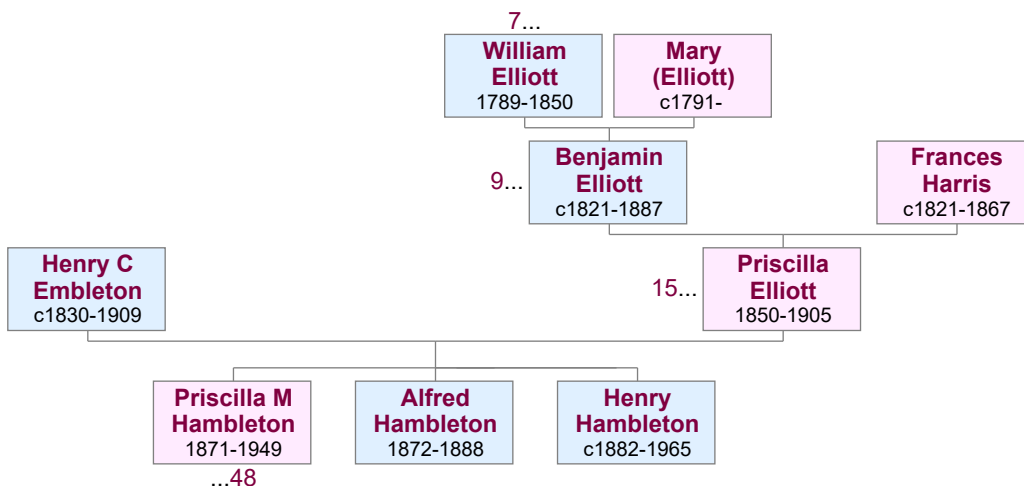 7...
William
Elliott
1789-1850
Mary
(Elliott)
c1791-
9...
Benjamin
Elliott
c1821-1887
Frances
Harris
c1821-1867
Henry C
Embleton
c1830-1909
15...
Priscilla
Elliott
1850-1905
Priscilla M
Hambleton
1871-1949
Alfred
Hambleton
1872-1888
Henry
Hambleton
c1882-1965
...48